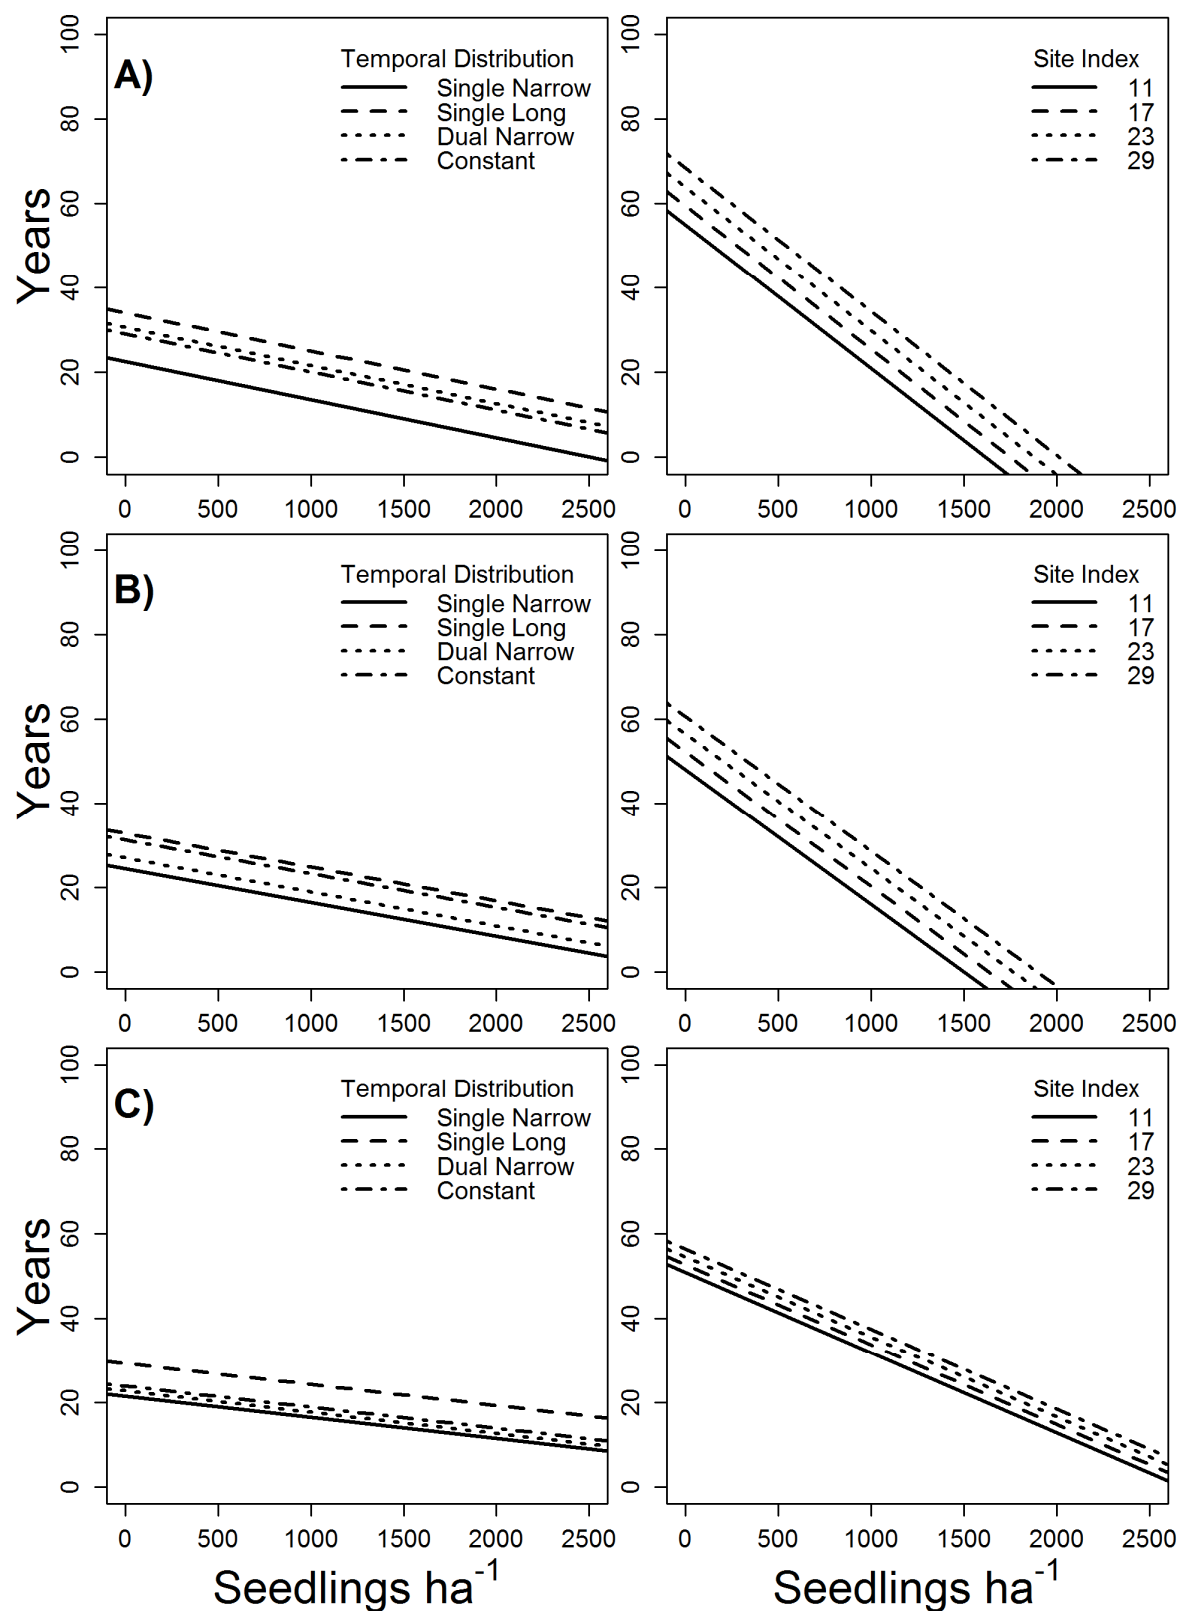 A)
Years
100
80
60
40
20
0
Temporal Distribution
Single Narrow
Single Long
Dual Narrow
Constant
0 500 1000 1500 2000 2500
100
80
60
40
20
0
Site Index
11
17
23
29
0 500 1000 1500 2000 2500
B)
Years
100
80
60
40
20
0
Temporal Distribution
Single Narrow
Single Long
Dual Narrow
Constant
0 500 1000 1500 2000 2500
100
80
60
40
20
0
Site Index
11
17
23
29
0 500 1000 1500 2000 2500
C)
Years
100
80
60
40
20
0
Temporal Distribution
Single Narrow
Single Long
Dual Narrow
Constant
0 500 1000 1500 2000 2500
Seedlings ha⁻¹
100
80
60
40
20
0
Site Index
11
17
23
29
0 500 1000 1500 2000 2500
Seedlings ha⁻¹